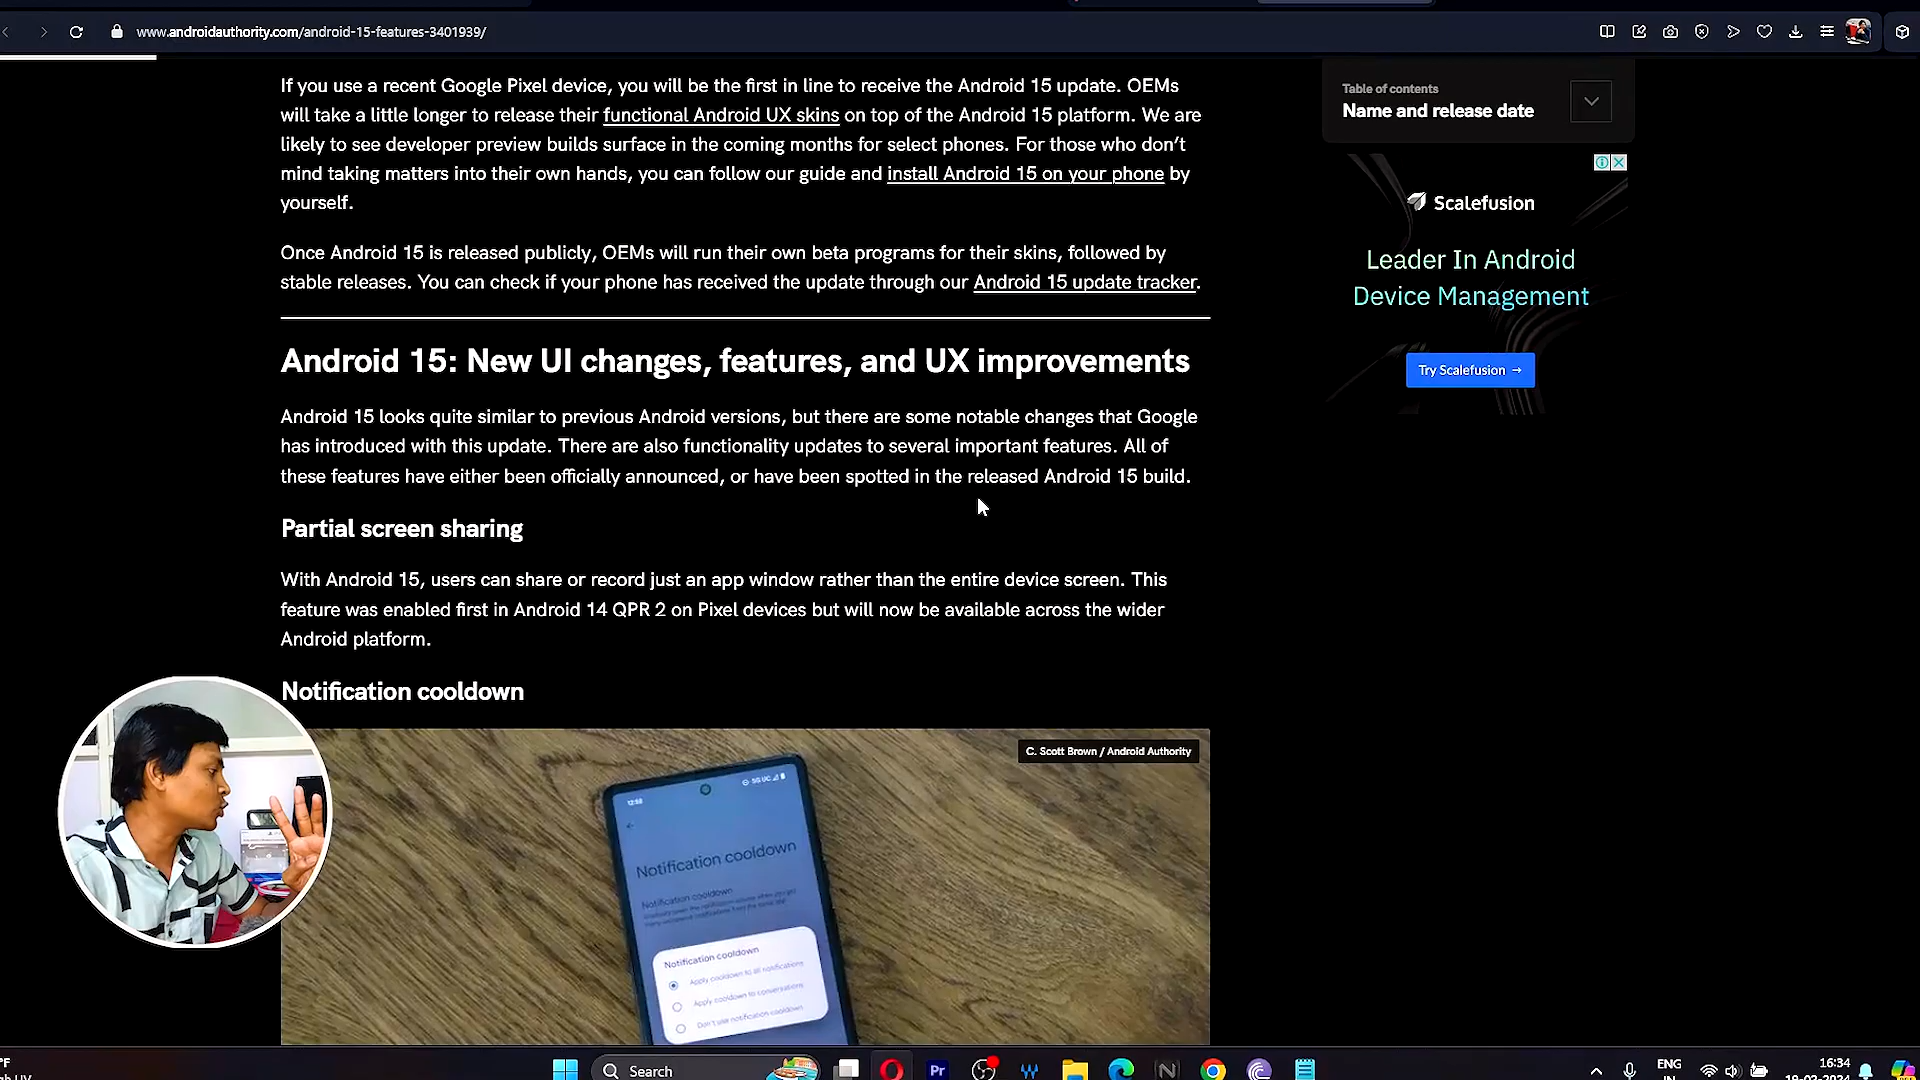 www.androidauthority.com/android-15-features-3401939/
If you use a recent Google Pixel device, you will be the first in line to receive the Android 15 update. OEMs
will take a little longer to release their functional Android UX skins on top of the Android 15 platform. We are
likely to see developer preview builds surface in the coming months for select phones. For those who don't
mind taking matters into their own hands, you can follow our guide and install Android 15 on your phone by
yourself.
Once Android 15 is released publicly, OEMs will run their own beta programs for their skins, followed by
stable releases. You can check if your phone has received the update through our Android 15 update tracker.
Android 15: New UI changes, features, and UX improvements
Android 15 looks quite similar to previous Android versions, but there are some notable changes that Google
has introduced with this update. There are also functionality updates to several important features. All of
these features have either been officially announced, or have been spotted in the released Android 15 build.
Partial screen sharing
With Android 15, users can share or record just an app window rather than the entire device screen. This
feature was enabled first in Android 14 QPR 2 on Pixel devices but will now be available across the wider
Android platform.
Notification cooldown
C. Scott Brown / Android Authority
12:58
5G UC
Notification cooldown
Notification cooldown
Notification cooldown
Apply cooldown to all notifications
Apply cooldown to conversations
Don't use notification cooldown
Table of contents
Name and release date
Scalefusion
Leader In Android
Device Management
Try Scalefusion →
Search
Pr
ENG
IN
16:34